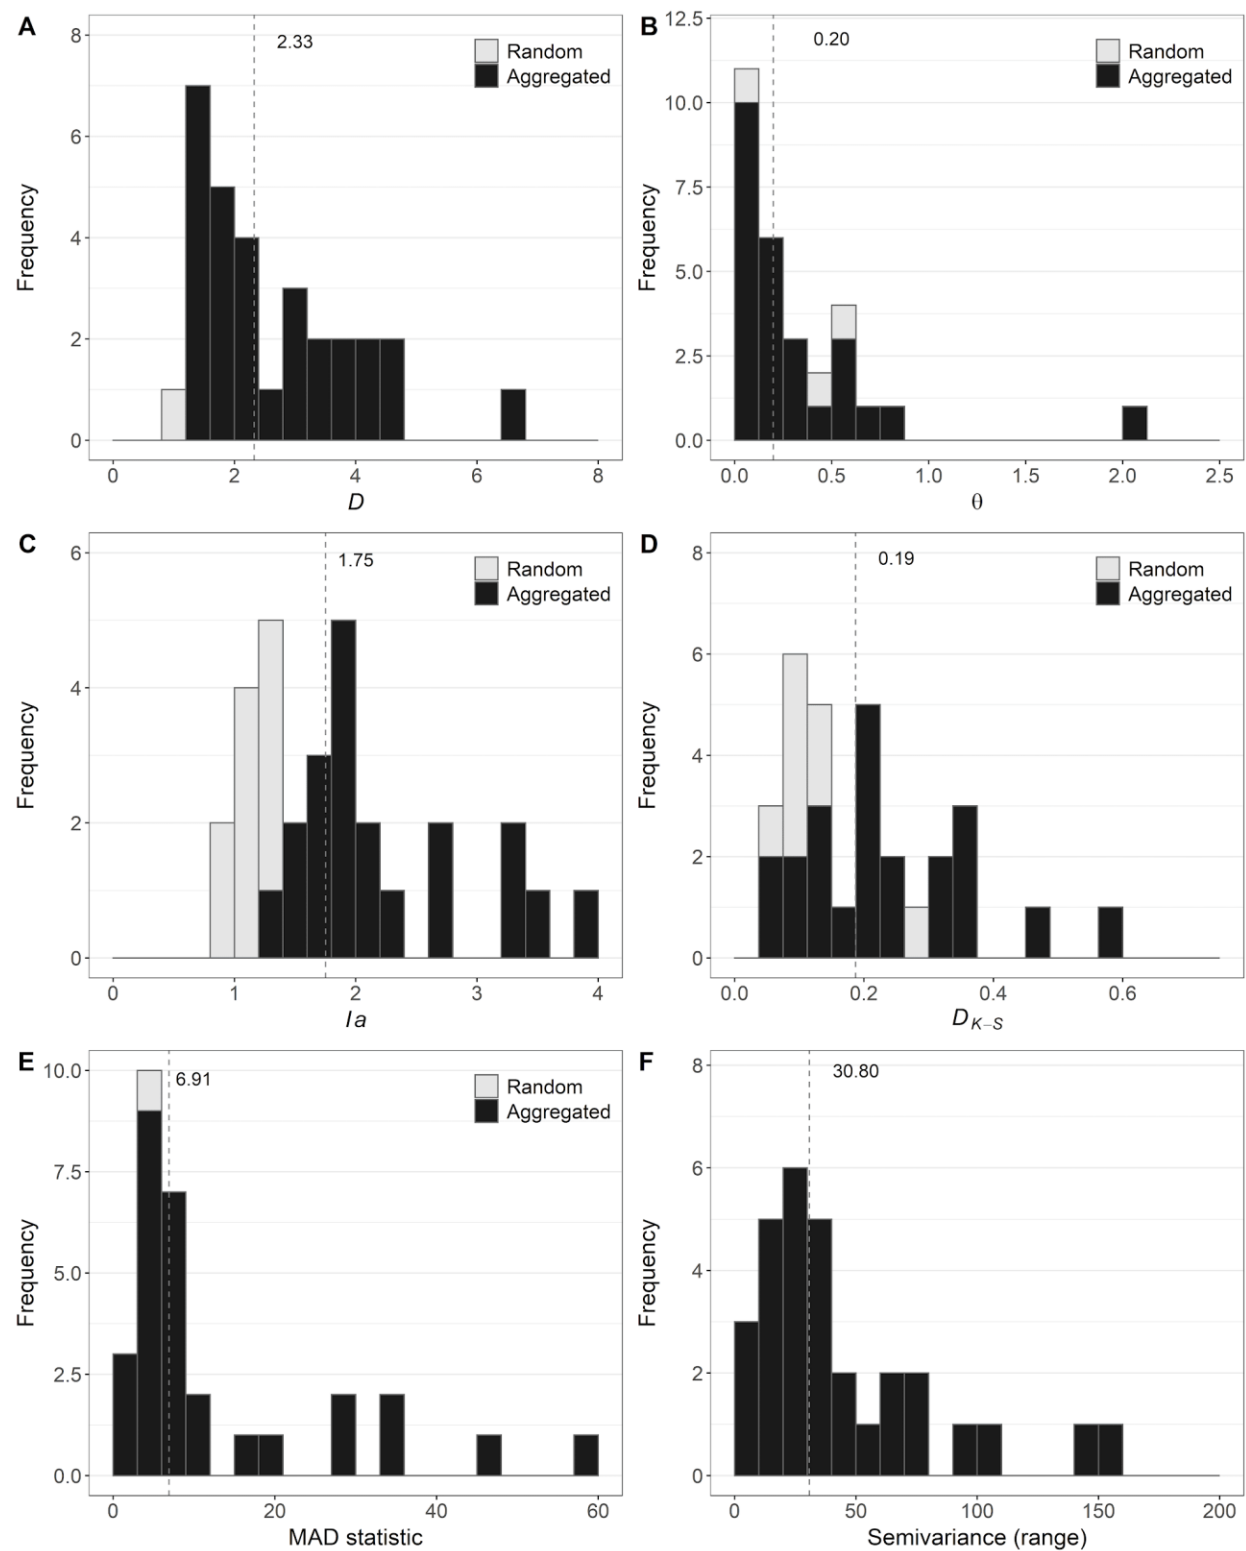 A
8
6
4
2
0
Frequency
2.33
Random
Aggregated
0 2 4 6 8
D
B
12.5
10.0
7.5
5.0
2.5
0.0
Frequency
0.20
Random
Aggregated
0.0 0.5 1.0 1.5 2.0 2.5
θ
C
6
4
2
0
Frequency
1.75
Random
Aggregated
0 1 2 3 4
Ia
D
8
6
4
2
0
Frequency
0.19
Random
Aggregated
0.0 0.2 0.4 0.6
D K−S
E
10.0
7.5
5.0
2.5
0.0
Frequency
6.91
Random
Aggregated
0 20 40 60
MAD statistic
F
8
6
4
2
0
Frequency
30.80
0 50 100 150 200
Semivariance (range)